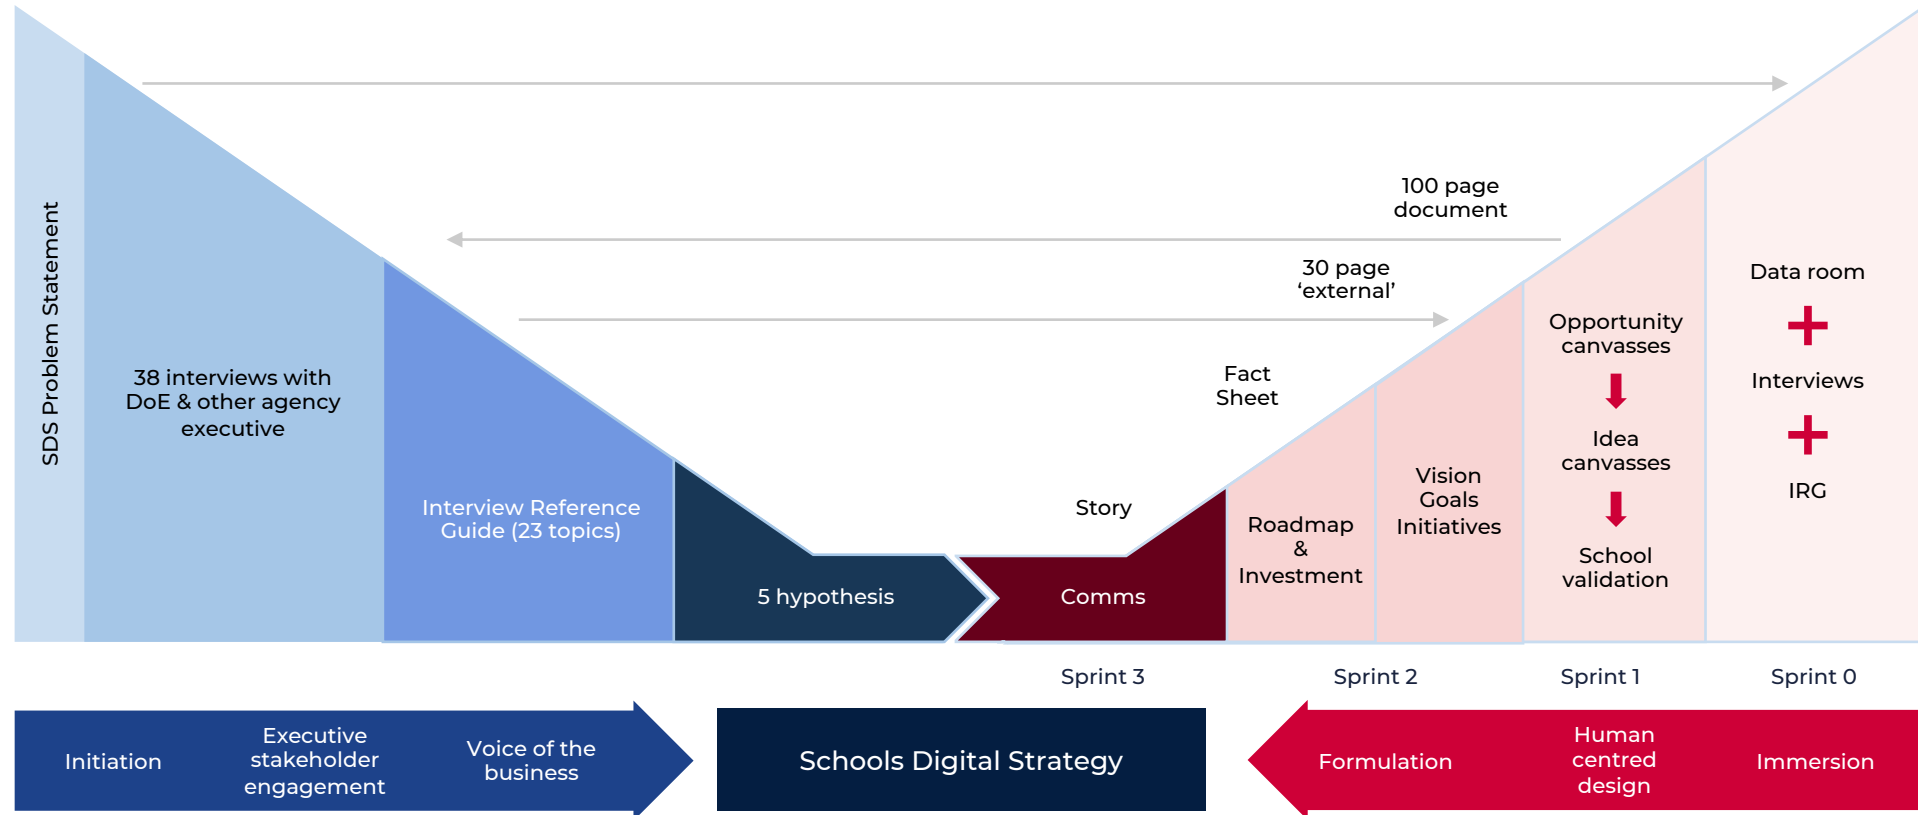 SDS Problem Statement
38 interviews with
DoE & other agency
executive
Interview Reference
Guide (23 topics)
5 hypothesis
100 page
document
30 page
‘external’
Fact
Sheet
Story
Comms
Roadmap
&
Investment
Vision
Goals
Initiatives
Opportunity
canvasses
Idea
canvasses
School
validation
Data room
Interviews
IRG
Sprint 3
Sprint 2
Sprint 1
Sprint 0
Initiation
Executive
stakeholder
engagement
Voice of the
business
Schools Digital Strategy
Formulation
Human
centred
design
Immersion